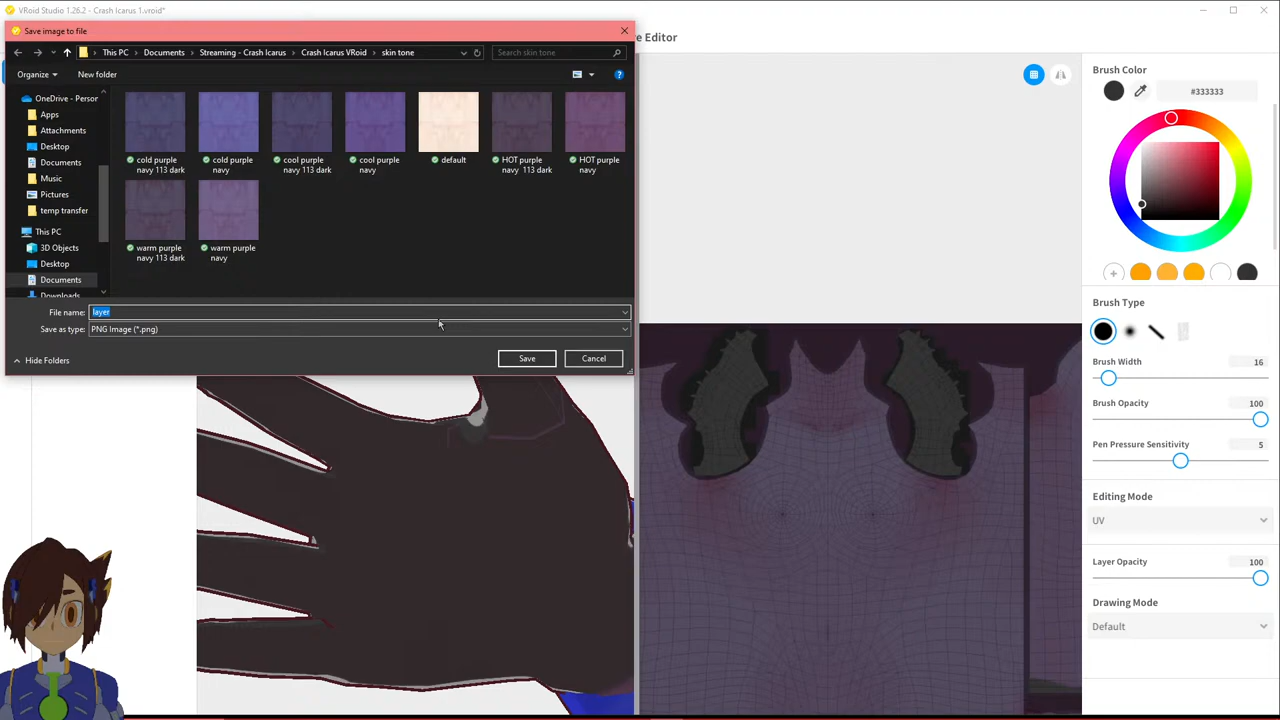 VRoid Studio 1.26.2 - Crash Icarus 1.vroid*
Save image to file
re Editor
This PC
Documents
Streaming - Crash Icarus
Crash Icarus VRoid
skin tone
Search skin tone
Organize
New folder
OneDrive - Person
Apps
Attachments
Desktop
Documents
Music
Pictures
temp transfer
This PC
3D Objects
Desktop
Documents
Downloads
cold purple
navy 113 dark
cold purple
navy
cool purple
navy 113 dark
cool purple
navy
default
HOT purple
navy 113 dark
HOT purple
navy
warm purple
navy 113 dark
warm purple
navy
File name:
layer
Save as type:
PNG Image (*.png)
Hide Folders
Save
Cancel
Brush Color
#333333
Brush Type
Brush Width
16
Brush Opacity
100
Pen Pressure Sensitivity
5
Editing Mode
UV
Layer Opacity
100
Drawing Mode
Default